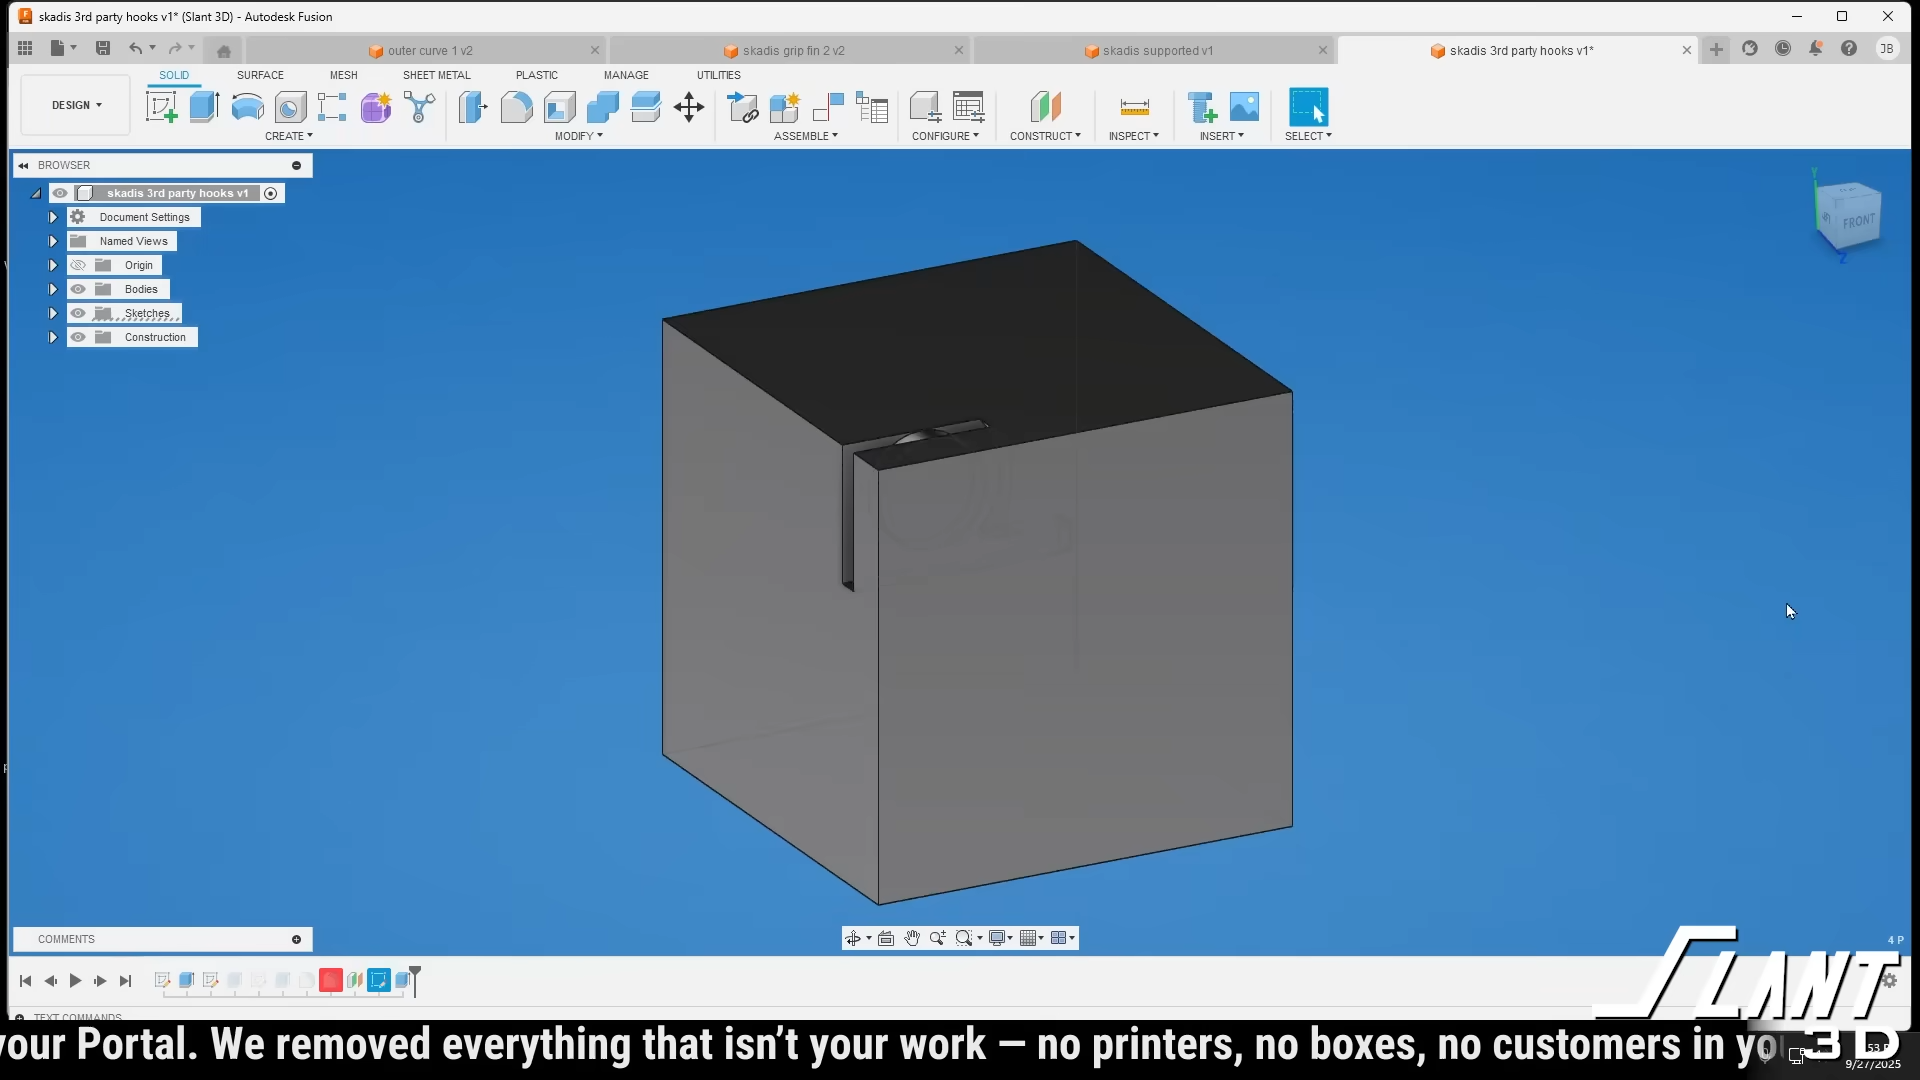 skadis 3rd party hooks v1* (Slant 3D) - Autodesk Fusion
outer curve 1 v2
skadis grip fin 2 v2
skadis supported v1
skadis 3rd party hooks v1*
JB
DESIGN
SOLID
SURFACE
MESH
SHEET METAL
PLASTIC
MANAGE
UTILITIES
CREATE
MODIFY
ASSEMBLE
CONFIGURE
CONSTRUCT
INSPECT
INSERT
SELECT
BROWSER
skadis 3rd party hooks v1
Document Settings
Named Views
Origin
Bodies
Sketches
Construction
Y
FRONT
Z
COMMENTS
4 P
SLANT
3D
TEXT COMMANDS
your Portal. We removed everything that isn't your work — no printers, no boxes, no customers in
9/27/2025